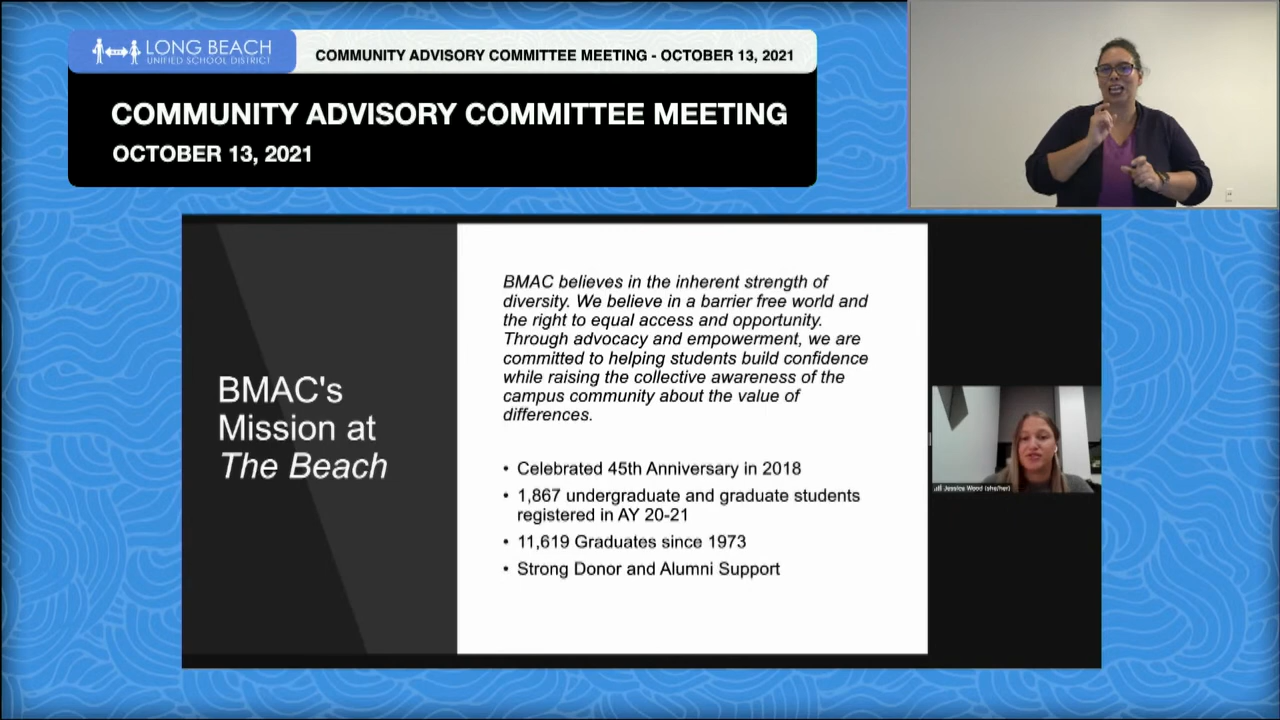 LONG BEACH
UNIFIED SCHOOL DISTRICT
COMMUNITY ADVISORY COMMITTEE MEETING - OCTOBER 13, 2021
COMMUNITY ADVISORY COMMITTEE MEETING
OCTOBER 13, 2021
BMAC's
Mission at
The Beach
BMAC believes in the inherent strength of
diversity. We believe in a barrier free world and
the right to equal access and opportunity.
Through advocacy and empowerment, we are
committed to helping students build confidence
while raising the collective awareness of the
campus community about the value of
differences.
• Celebrated 45th Anniversary in 2018
• 1,867 undergraduate and graduate students
registered in AY 20-21
• 11,619 Graduates since 1973
• Strong Donor and Alumni Support
Jessica Wood (she/her)